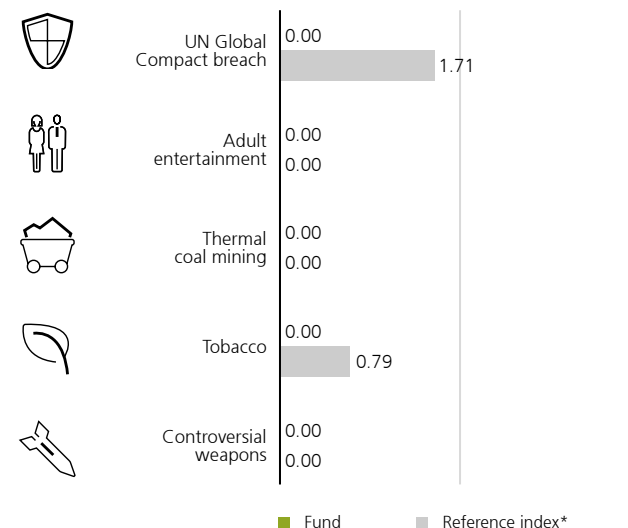 UN Global
Compact breach
0.00
1.71
Adult
entertainment
0.00
0.00
Thermal
coal mining
0.00
0.00
Tobacco
0.00
0.79
Controversial
weapons
0.00
0.00
Fund
Reference index*